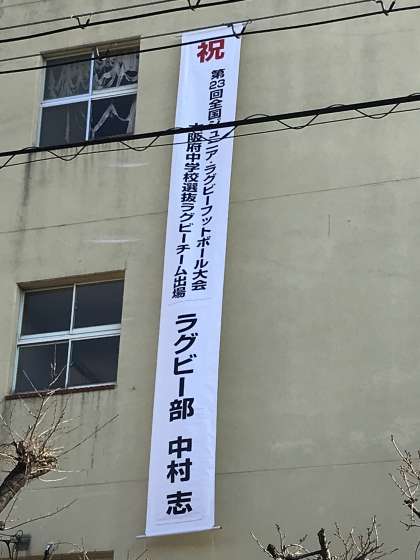 祝
第23回全国ジュニア・ラグビーフットボール大会
大阪府中学校選抜ラグビーチーム出場
ラグビー部 中村 志